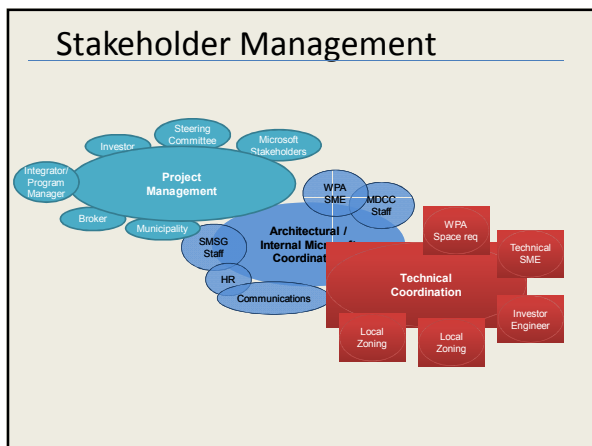 Stakeholder Management
Steering
Committee
Investor
Microsoft
Stakeholders
Integrator/
Program
Manager
Project
Management
Broker
Municipality
WPA
SME
MDCC
Staff
SMSG
Staff
Architectural /
Internal Micr
Coordinat
HR
Communications
WPA
Space req
Technical
SME
Technical
Coordination
Investor
Engineer
Local
Zoning
Local
Zoning